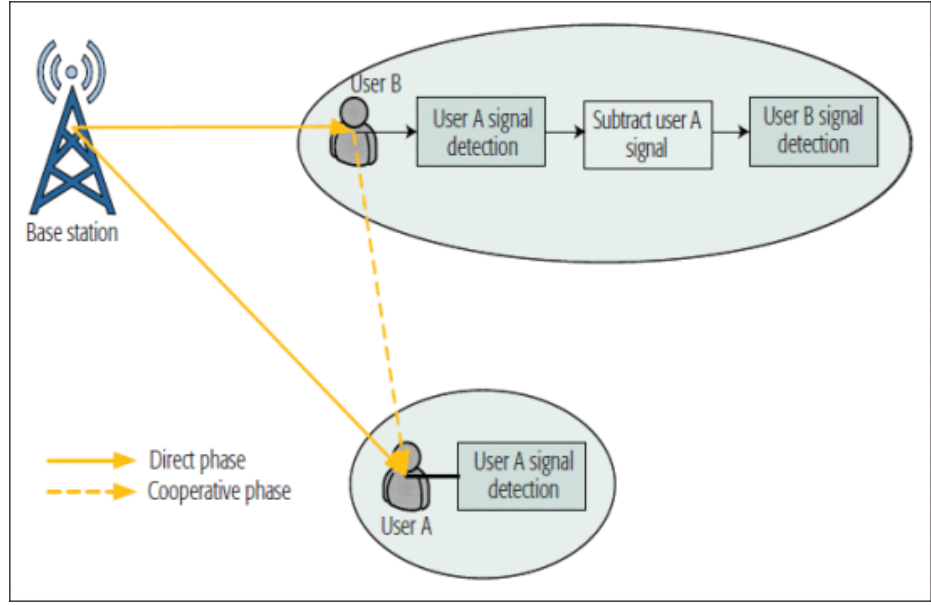 User B
User A signal
detection
Subtract user A
signal
User B signal
detection
Base station
Direct phase
Cooperative phase
User A signal
detection
User A